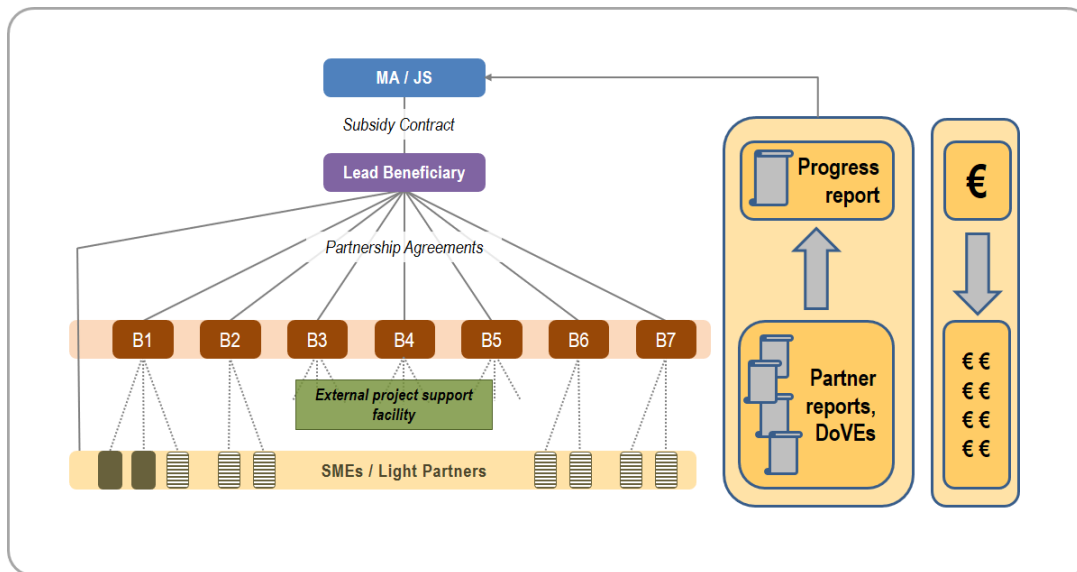 MA / JS
Subsidy Contract
Lead Beneficiary
Partnership Agreements
B1 B2 B3 B4 B5 B6 B7
External project support
facility
SMEs / Light Partners
Progress
report
Partner
reports,
DoVEs
€
€ €
€ €
€ €
€ €